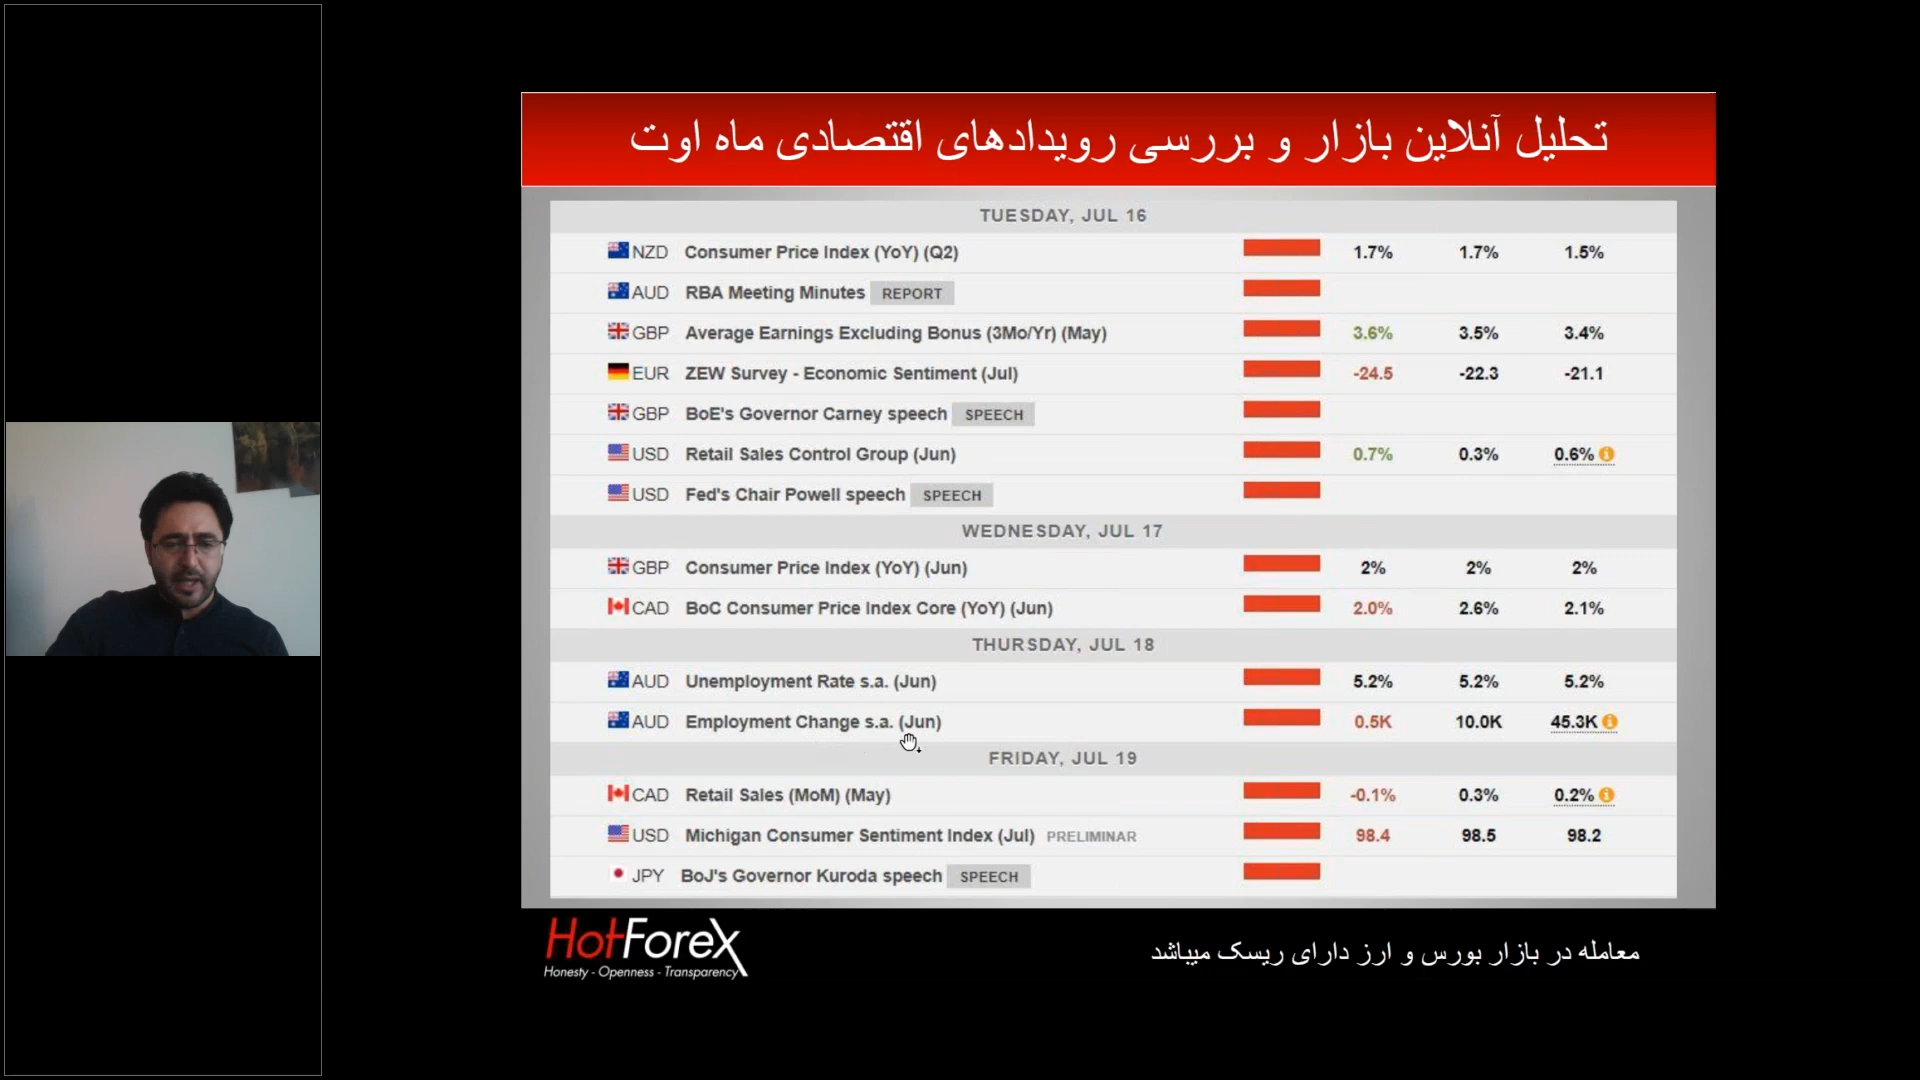 تحلیل آنلاین بازار و بررسی رویدادهای اقتصادی ماه اوت
TUESDAY, JUL 16
NZD Consumer Price Index (YoY) (Q2) 1.7% 1.7% 1.5%
AUD RBA Meeting Minutes REPORT
GBP Average Earnings Excluding Bonus (3Mo/Yr) (May) 3.6% 3.5% 3.4%
EUR ZEW Survey - Economic Sentiment (Jul) -24.5 -22.3 -21.1
GBP BoE's Governor Carney speech SPEECH
USD Retail Sales Control Group (Jun) 0.7% 0.3% 0.6%
USD Fed's Chair Powell speech SPEECH
WEDNESDAY, JUL 17
GBP Consumer Price Index (YoY) (Jun) 2% 2% 2%
CAD BoC Consumer Price Index Core (YoY) (Jun) 2.0% 2.6% 2.1%
THURSDAY, JUL 18
AUD Unemployment Rate s.a. (Jun) 5.2% 5.2% 5.2%
AUD Employment Change s.a. (Jun) 0.5K 10.0K 45.3K
FRIDAY, JUL 19
CAD Retail Sales (MoM) (May) -0.1% 0.3% 0.2%
USD Michigan Consumer Sentiment Index (Jul) PRELIMINAR 98.4 98.5 98.2
JPY BoJ's Governor Kuroda speech SPEECH
HotForex
Honesty - Openness - Transparency
معامله در بازار بورس و ارز دارای ریسک میباشد